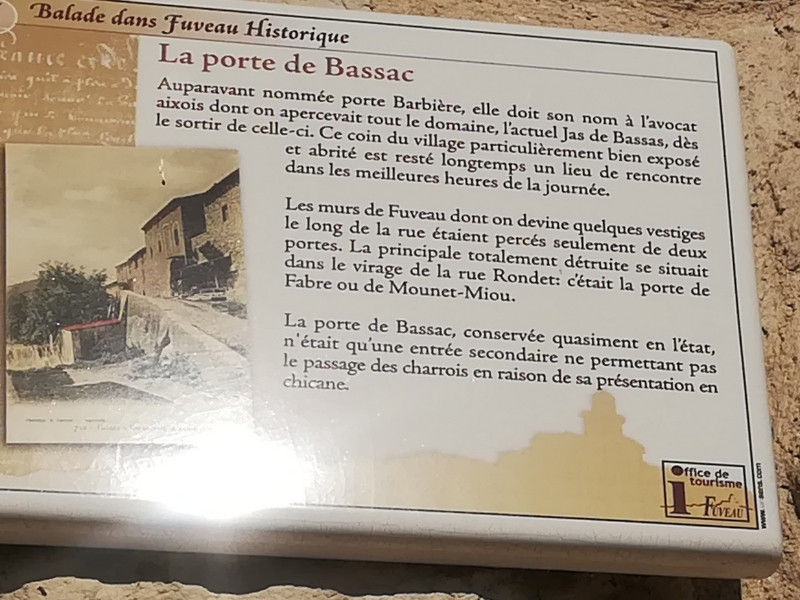 Balade dans Fuveau Historique
La porte de Bassac
Auparavant nommée porte Barbière, elle doit son nom à l'avocat
aixois dont on apercevait tout le domaine, l'actuel Jas de Bassas, dès
le sortir de celle-ci. Ce coin du village particulièrement bien exposé
et abrité est resté longtemps un lieu de rencontre
dans les meilleures heures de la journée.
Les murs de Fuveau dont on devine quelques vestiges
le long de la rue étaient percés seulement de deux
portes. La principale totalement détruite se situait
dans le virage de la rue Rondet: c'était la porte de
Fabre ou de Mounet-Miou.
La porte de Bassac, conservée quasiment en l'état,
n'était qu'une entrée secondaire ne permettant pas
le passage des charrois en raison de sa présentation en
chicane.
Office de
tourisme
FUVEAU